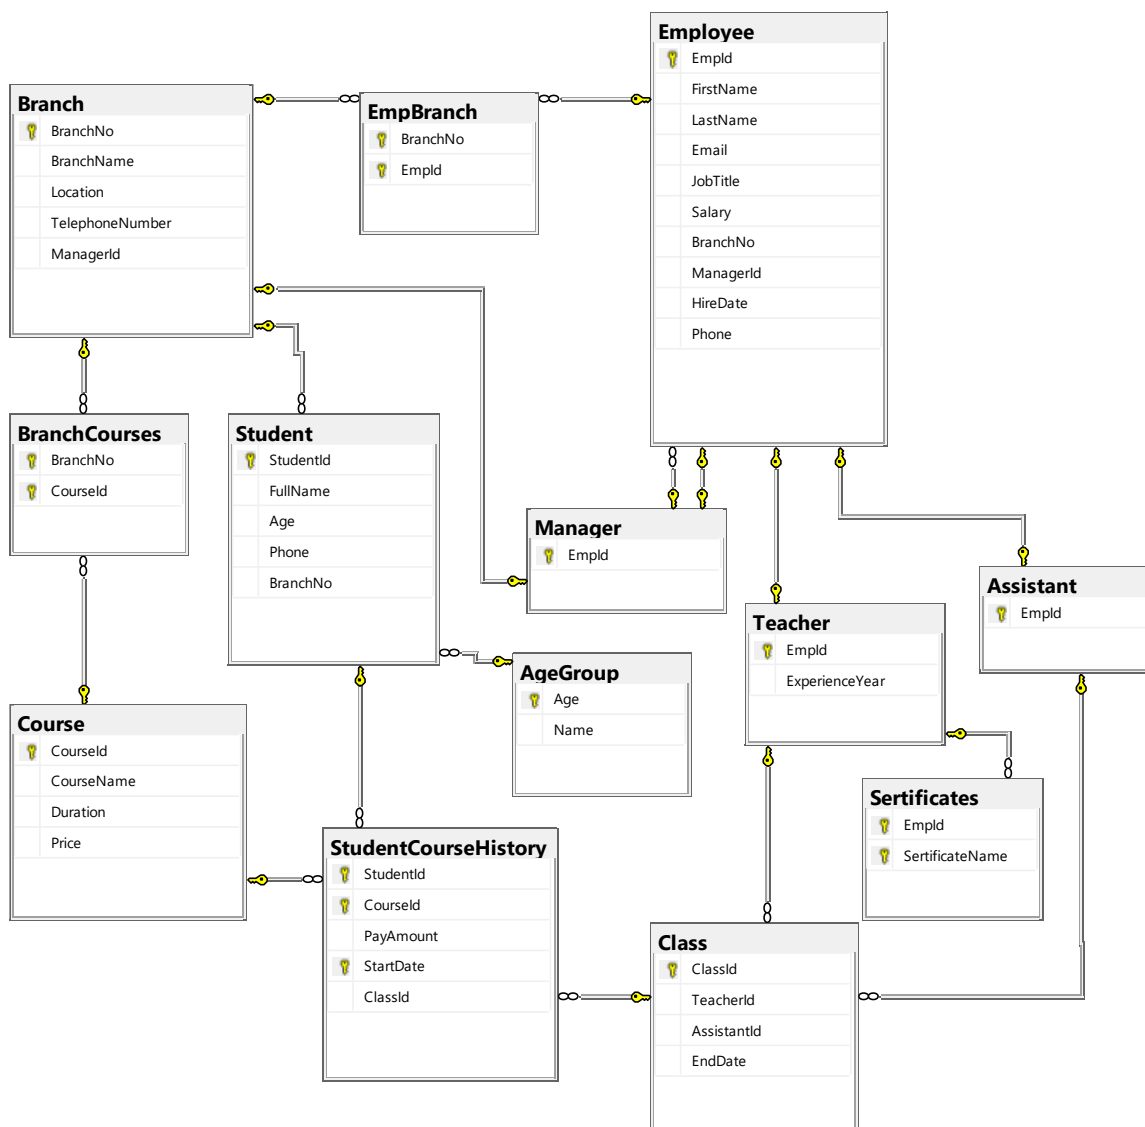 Employee
EmpId
FirstName
LastName
Email
JobTitle
Salary
BranchNo
ManagerId
HireDate
Phone
Branch
BranchNo
BranchName
Location
TelephoneNumber
ManagerId
EmpBranch
BranchNo
EmpId
BranchCourses
BranchNo
CourseId
Student
StudentId
FullName
Age
Phone
BranchNo
Manager
EmpId
Assistant
EmpId
Teacher
EmpId
ExperienceYear
AgeGroup
Age
Name
Course
CourseId
CourseName
Duration
Price
Sertificates
EmpId
SertificateName
StudentCourseHistory
StudentId
CourseId
PayAmount
StartDate
ClassId
Class
ClassId
TeacherId
AssistantId
EndDate